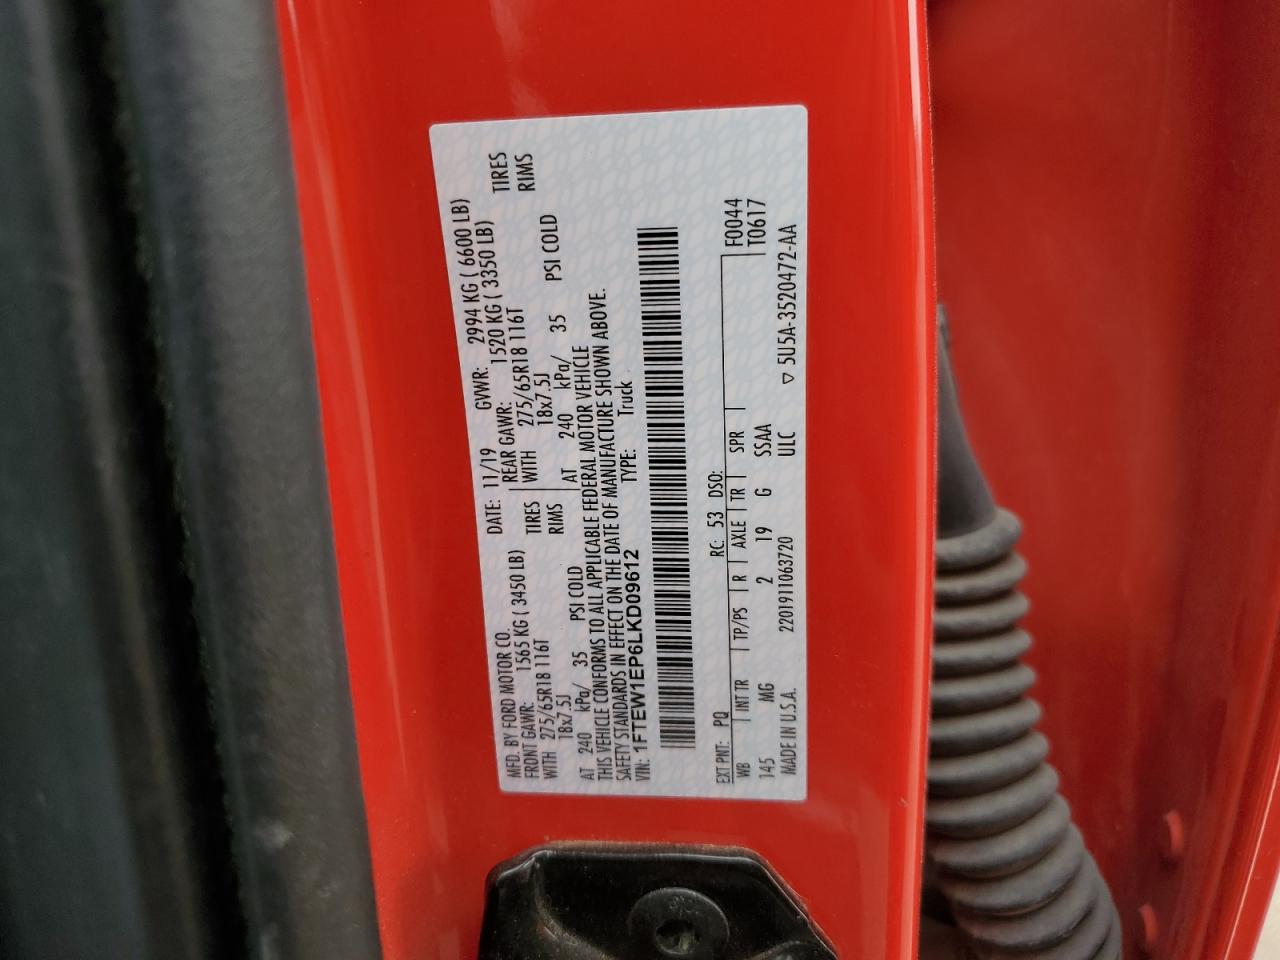 MFD. BY FORD MOTOR CO.
DATE: 11/19 GVWR: 2994 KG ( 6600 LB)
FRONT GAWR: 1565 KG ( 3450 LB) REAR GAWR: 1520 KG ( 3350 LB)
WITH 275/65R18 116T TIRES WITH 275/65R18 116T TIRES
18x7.5J RIMS 18x7.5J RIMS
AT 240 kPa/ 35 PSI COLD AT 240 kPa/ 35 PSI COLD
THIS VEHICLE CONFORMS TO ALL APPLICABLE FEDERAL MOTOR VEHICLE
SAFETY STANDARDS IN EFFECT ON THE DATE OF MANUFACTURE SHOWN ABOVE.
VIN: 1FTEW1EP6LKD09612 TYPE: Truck
EXT PNT: PQ RC: 53 DSO: F0044
WB INT TR TP/PS R AXLE TR SPR T0617
145 MG 2 19 G SSAA
MADE IN U.S.A. 2201911063720 ULC ▽ 5U5A-3520472-AA